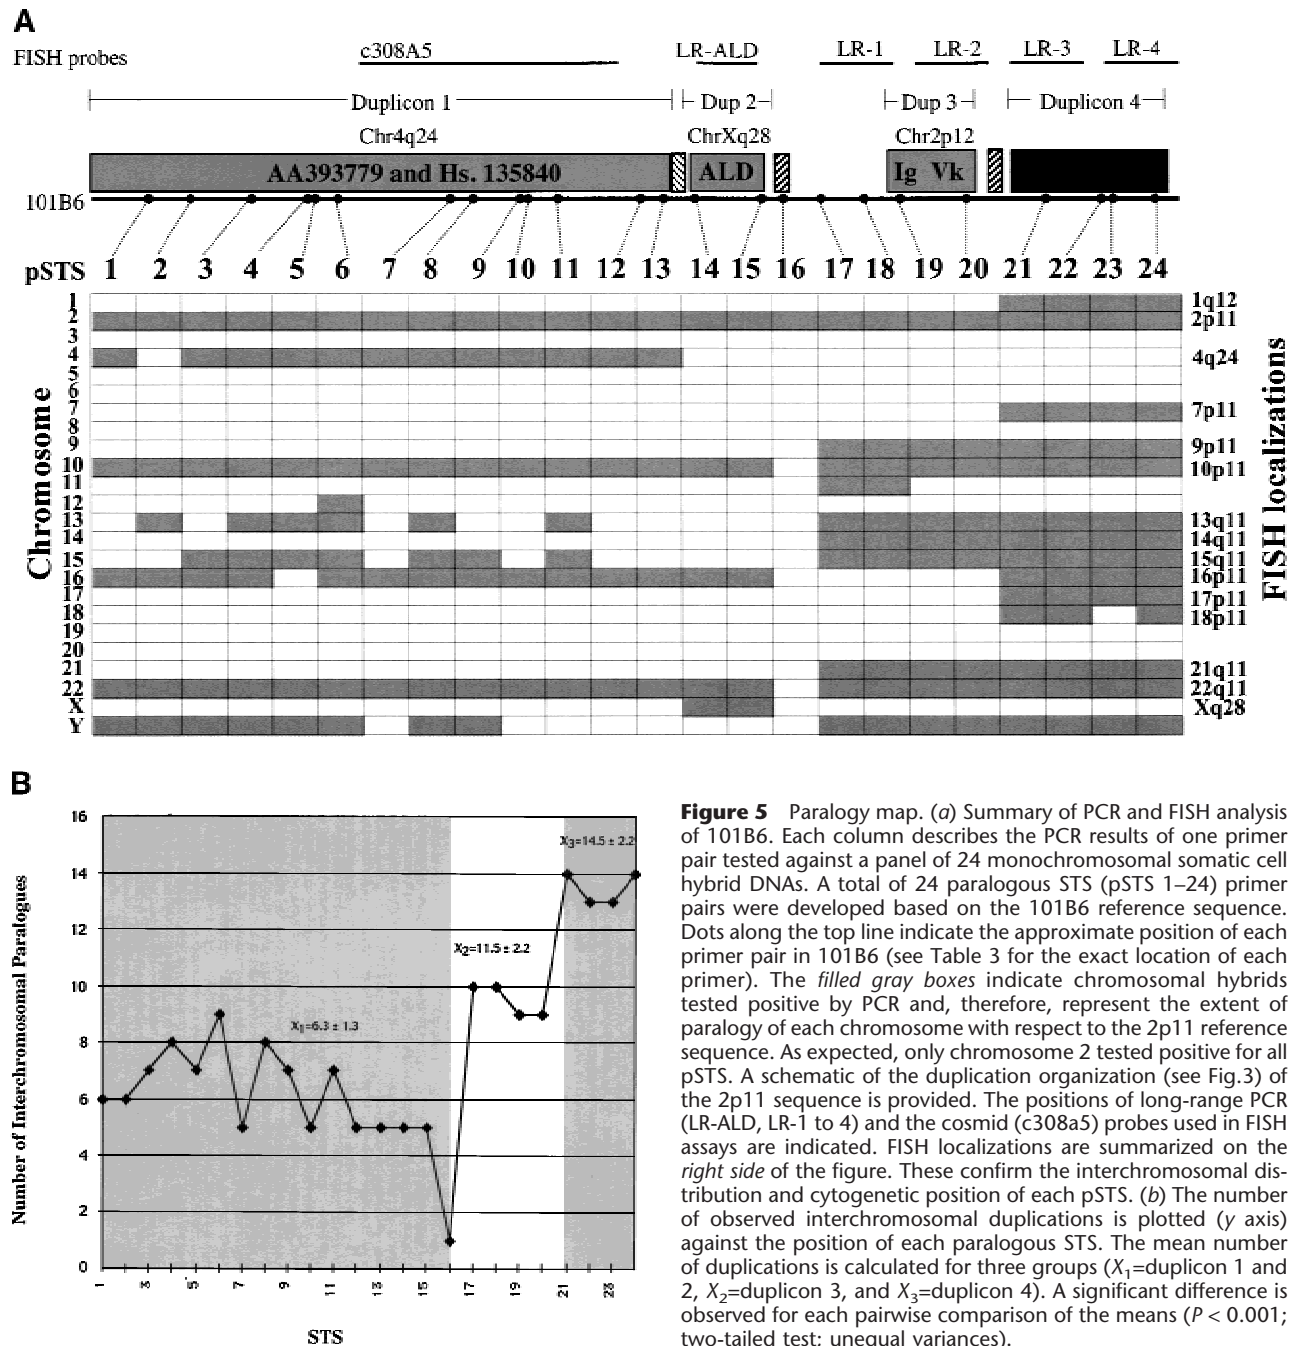 A
FISH probes
c308A5
LR-ALD
LR-1
LR-2
LR-3
LR-4
Duplicon 1
Dup 2
Dup 3
Duplicon 4
Chr4q24
ChrXq28
Chr2p12
AA393779 and Hs. 135840
ALD
Ig Vk
101B6
pSTS 1 2 3 4 5 6 7 8 9 10 11 12 13 14 15 16 17 18 19 20 21 22 23 24
Chromosome
FISH localizations
1 1q12
2 2p11
3
4 4q24
5
6
7 7p11
8
9 9p11
10 10p11
11
12
13 13q11
14 14q11
15 15q11
16 16p11
17 17p11
18 18p11
19
20
21 21q11
22 22q11
X Xq28
Y
B
Number of Interchromosomal Paralogues
16
14
12
10
8
6
4
2
0
X1=6.3 ± 1.3
X2=11.5 ± 2.2
X3=14.5 ± 2.2
1 3 5 7 9 11 13 15 17 19 21 23
STS
Figure 5 Paralogy map. (a) Summary of PCR and FISH analysis
of 101B6. Each column describes the PCR results of one primer
pair tested against a panel of 24 monochromosomal somatic cell
hybrid DNAs. A total of 24 paralogous STS (pSTS 1–24) primer
pairs were developed based on the 101B6 reference sequence.
Dots along the top line indicate the approximate position of each
primer pair in 101B6 (see Table 3 for the exact location of each
primer). The filled gray boxes indicate chromosomal hybrids
tested positive by PCR and, therefore, represent the extent of
paralogy of each chromosome with respect to the 2p11 reference
sequence. As expected, only chromosome 2 tested positive for all
pSTS. A schematic of the duplication organization (see Fig.3) of
the 2p11 sequence is provided. The positions of long-range PCR
(LR-ALD, LR-1 to 4) and the cosmid (c308a5) probes used in FISH
assays are indicated. FISH localizations are summarized on the
right side of the figure. These confirm the interchromosomal dis-
tribution and cytogenetic position of each pSTS. (b) The number
of observed interchromosomal duplications is plotted (y axis)
against the position of each paralogous STS. The mean number
of duplications is calculated for three groups (X1=duplicon 1 and
2, X2=duplicon 3, and X3=duplicon 4). A significant difference is
observed for each pairwise comparison of the means (P < 0.001;
two-tailed test; unequal variances).